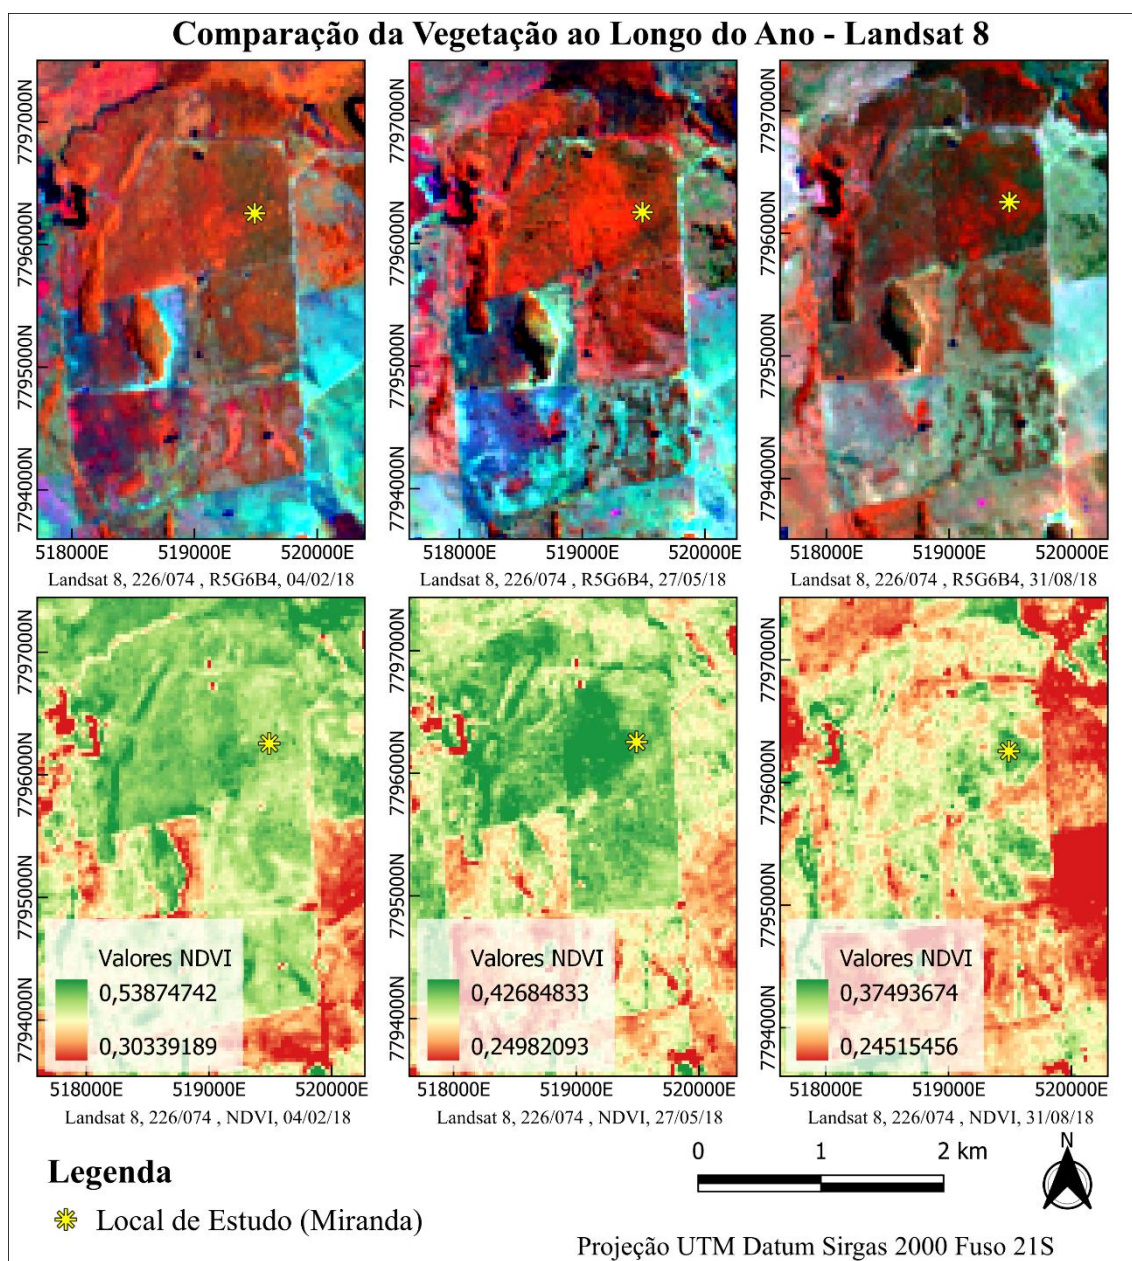 Comparação da Vegetação ao Longo do Ano - Landsat 8
7797000N
7796000N
7795000N
7794000N
518000E 519000E 520000E
Landsat 8, 226/074 , R5G6B4, 04/02/18
7797000N
7796000N
7795000N
7794000N
518000E 519000E 520000E
Landsat 8, 226/074 , R5G6B4, 27/05/18
7797000N
7796000N
7795000N
7794000N
518000E 519000E 520000E
Landsat 8, 226/074 , R5G6B4, 31/08/18
7797000N
7796000N
7795000N
7794000N
Valores NDVI
0,53874742
0,30339189
518000E 519000E 520000E
Landsat 8, 226/074 , NDVI, 04/02/18
7797000N
7796000N
7795000N
7794000N
Valores NDVI
0,42684833
0,24982093
518000E 519000E 520000E
Landsat 8, 226/074 , NDVI, 27/05/18
7797000N
7796000N
7795000N
7794000N
Valores NDVI
0,37493674
0,24515456
518000E 519000E 520000E
Landsat 8, 226/074 , NDVI, 31/08/18
Legenda
Local de Estudo (Miranda)
0 1 2 km
N
Projeção UTM Datum Sirgas 2000 Fuso 21S